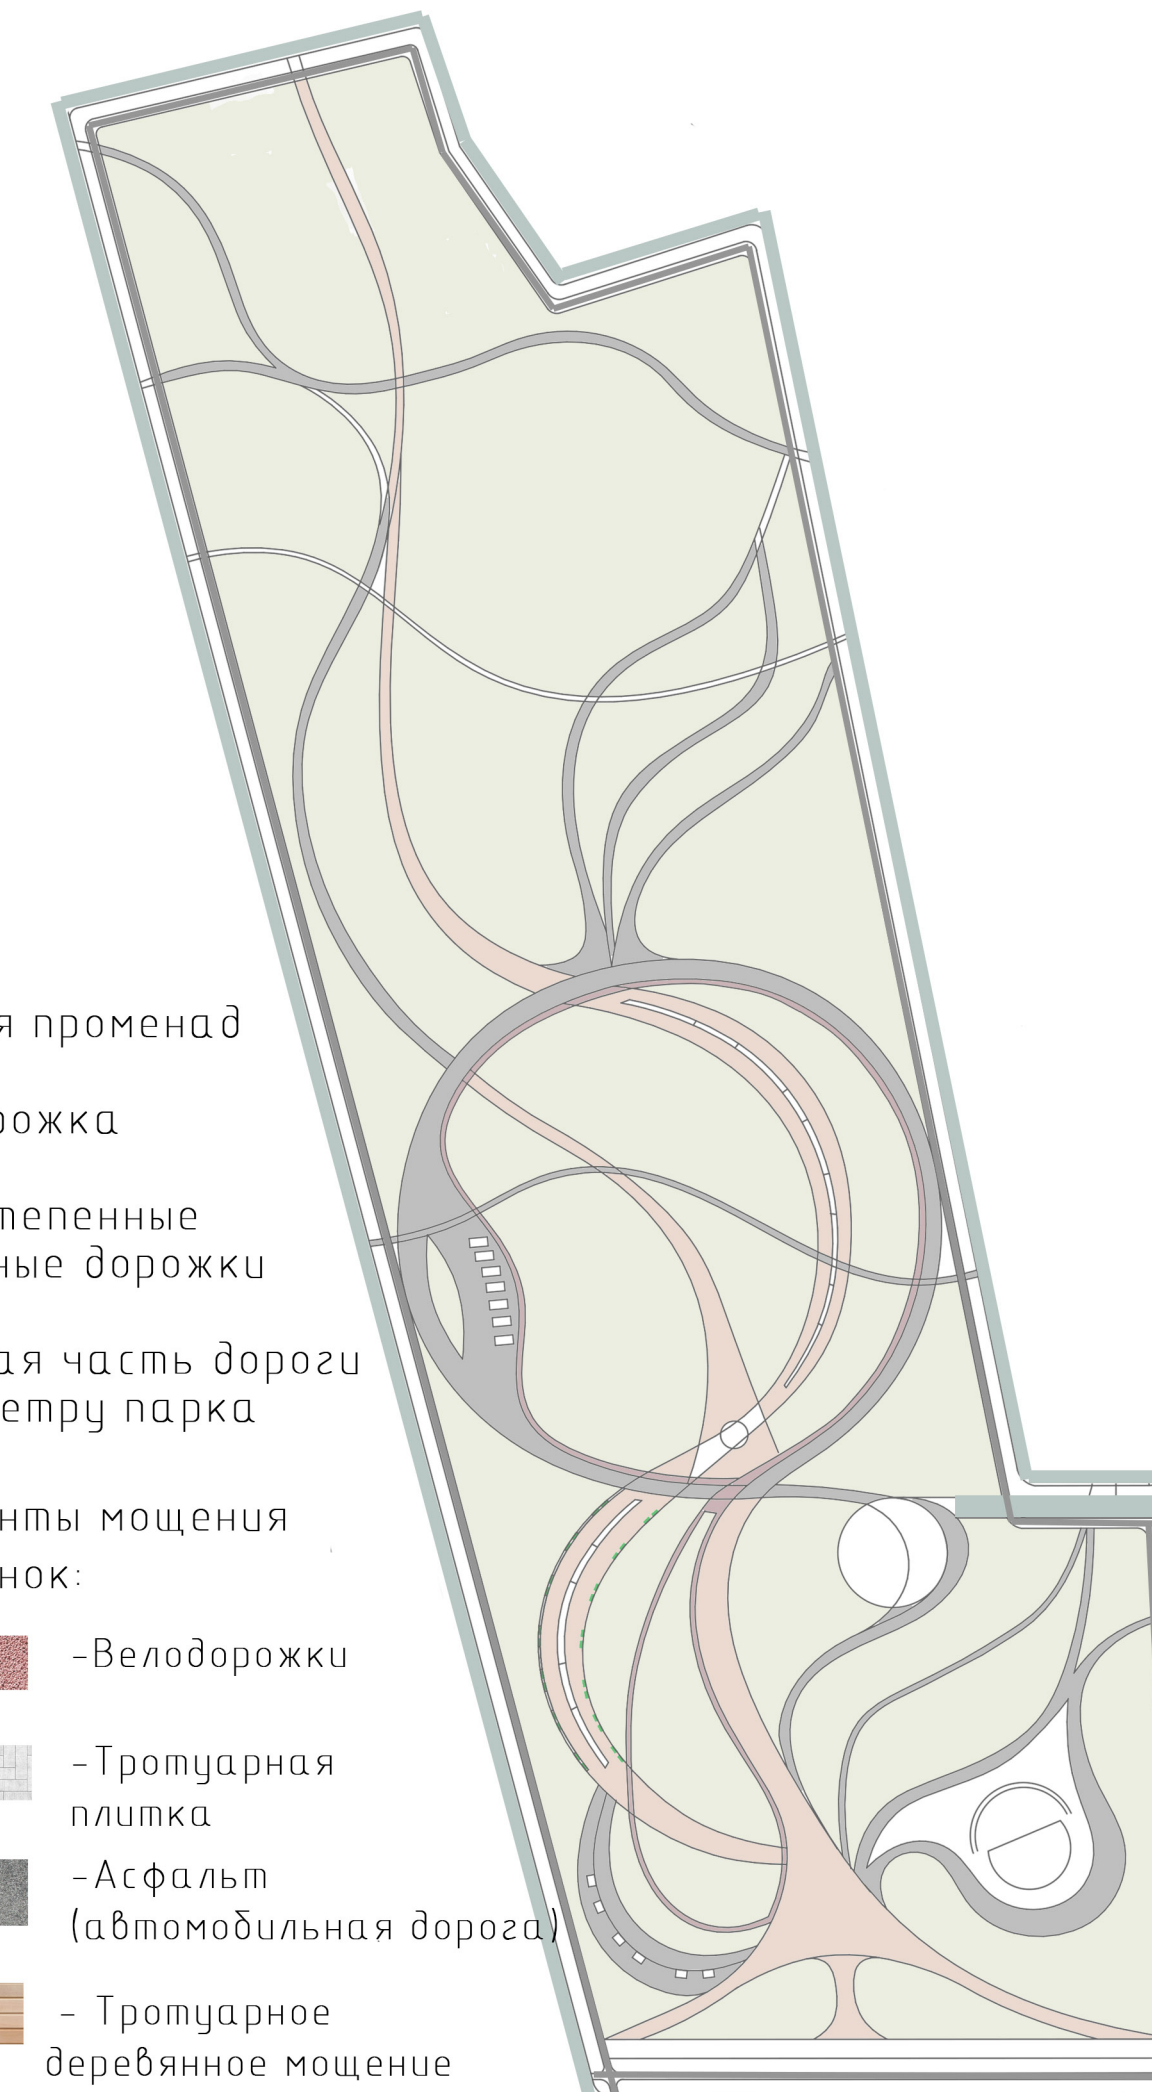 я променад
рожка
тепенные
ные дорожки
ая часть дороги
етру парка
нты мощения
нок:
-Велодорожки
-Тротуарная
плитка
-Асфальт
(автомобильная дорога)
- Тротуарное
деревянное мощение